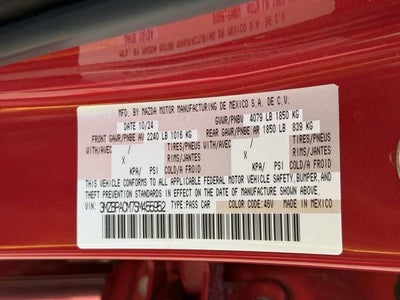 MFD. BY MAZDA MOTOR MANUFACTURING DE MEXICO S.A. DE C.V.
DATE 10/24 GVWR/PNBV 4079 LB 1850 KG
FRONT GAWR/PNBE AV 2240 LB 1016 KG REAR GAWR/PNBE AR 1850 LB 839 KG
WITH/AVEC TIRES/PNEUS WITH/AVEC TIRES/PNEUS
/ RIMS/JANTES / RIMS/JANTES
X X
KPA/ PSI KPA/ PSI
/ COLD/A FROID / COLD/A FROID
THIS VEHICLE CONFORMS TO ALL APPLICABLE FEDERAL MOTOR VEHICLE SAFETY, BUMPER, AND
THEFT PREVENTION STANDARDS IN EFFECT ON THE DATE OF MANUFACTURE SHOWN ABOVE.
TYPE:PASS CAR COLOR CODE:46V MADE IN MEXICO
VIN: